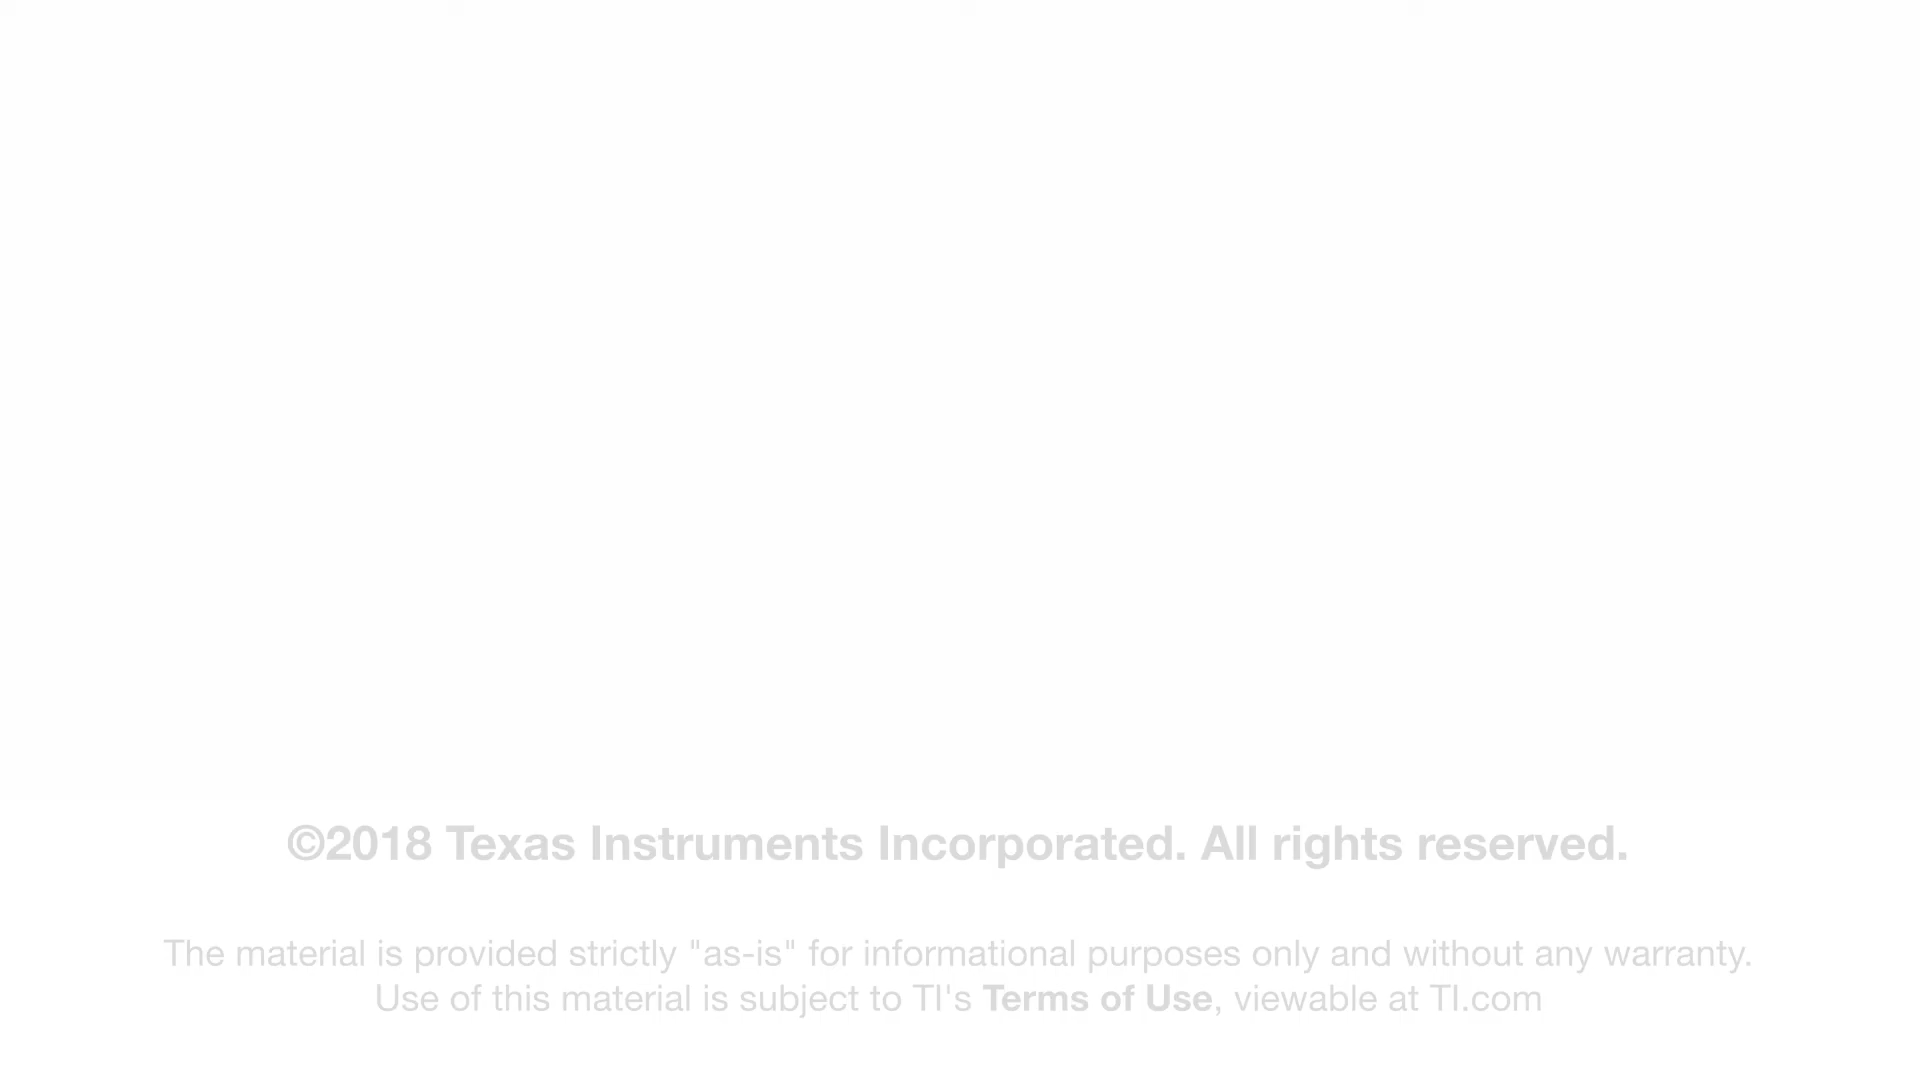 ©2018 Texas Instruments Incorporated. All rights reserved.
The material is provided strictly "as-is" for informational purposes only and without any warranty.
Use of this material is subject to TI's Terms of Use, viewable at TI.com